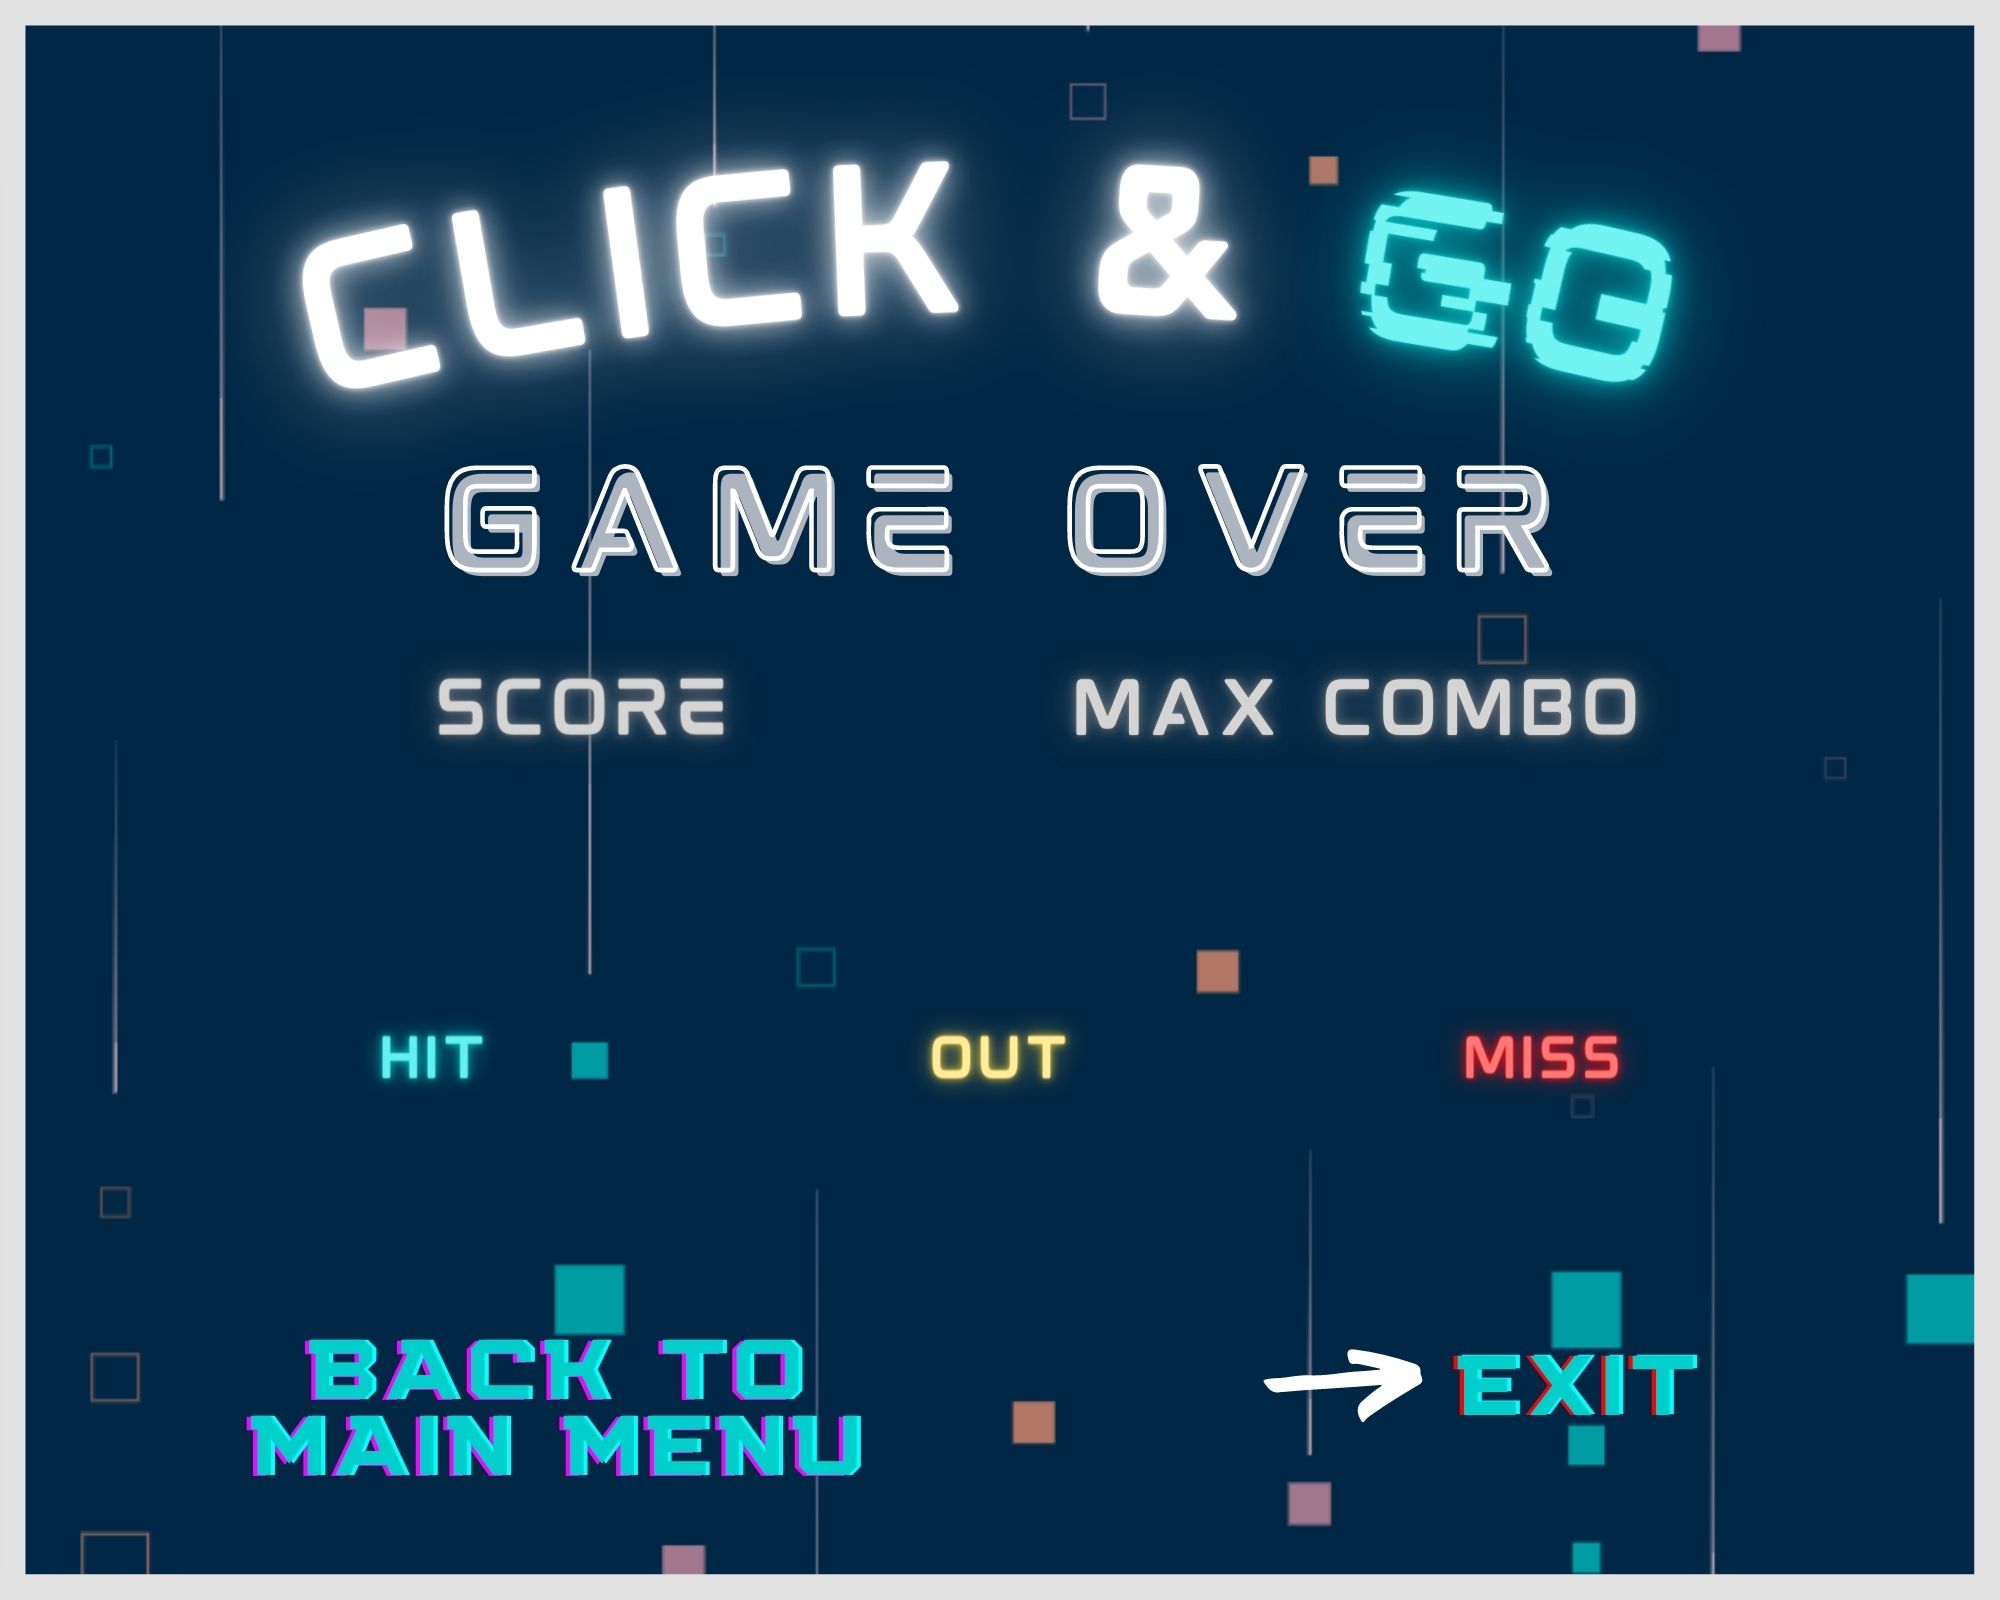 CLICK & GO
GAME OVER
SCORE MAX COMBO
HIT OUT MISS
BACK TO
MAIN MENU
EXIT